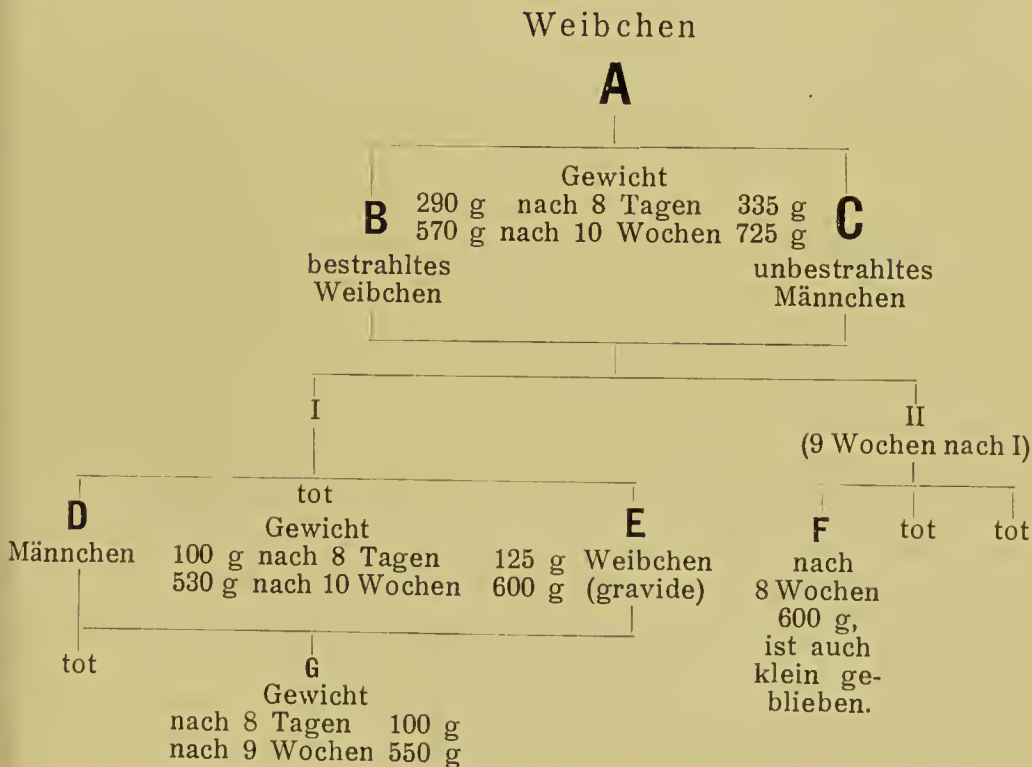 Weibchen
A
Gewicht
B 290 g nach 8 Tagen 335 g C
570 g nach 10 Wochen 725 g
bestrahltes unbestrahltes
Weibchen Männchen
I II
(9 Wochen nach I)
tot
D Gewicht E F tot tot
Männchen 100 g nach 8 Tagen 125 g Weibchen nach
530 g nach 10 Wochen 600 g (gravide) 8 Wochen
600 g,
ist auch
klein ge-
blieben.
tot G
Gewicht
nach 8 Tagen 100 g
nach 9 Wochen 550 g